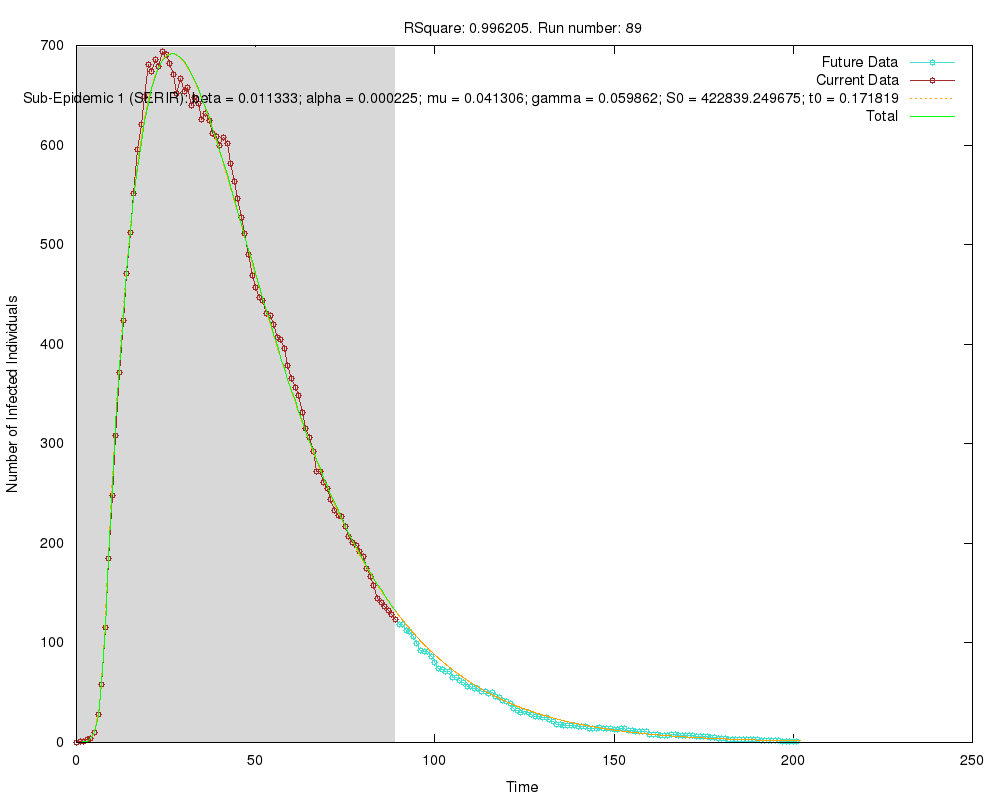 RSquare: 0.996205. Run number: 89
700
600
500
400
300
200
100
0
0
50
100
150
200
250
Number of Infected Individuals
Time
Future Data
Current Data
Sub-Epidemic 1 (SEIRIR): beta = 0.011333; alpha = 0.000225; mu = 0.041306; gamma = 0.059862; S0 = 422839.249675; t0 = 0.171819
Total